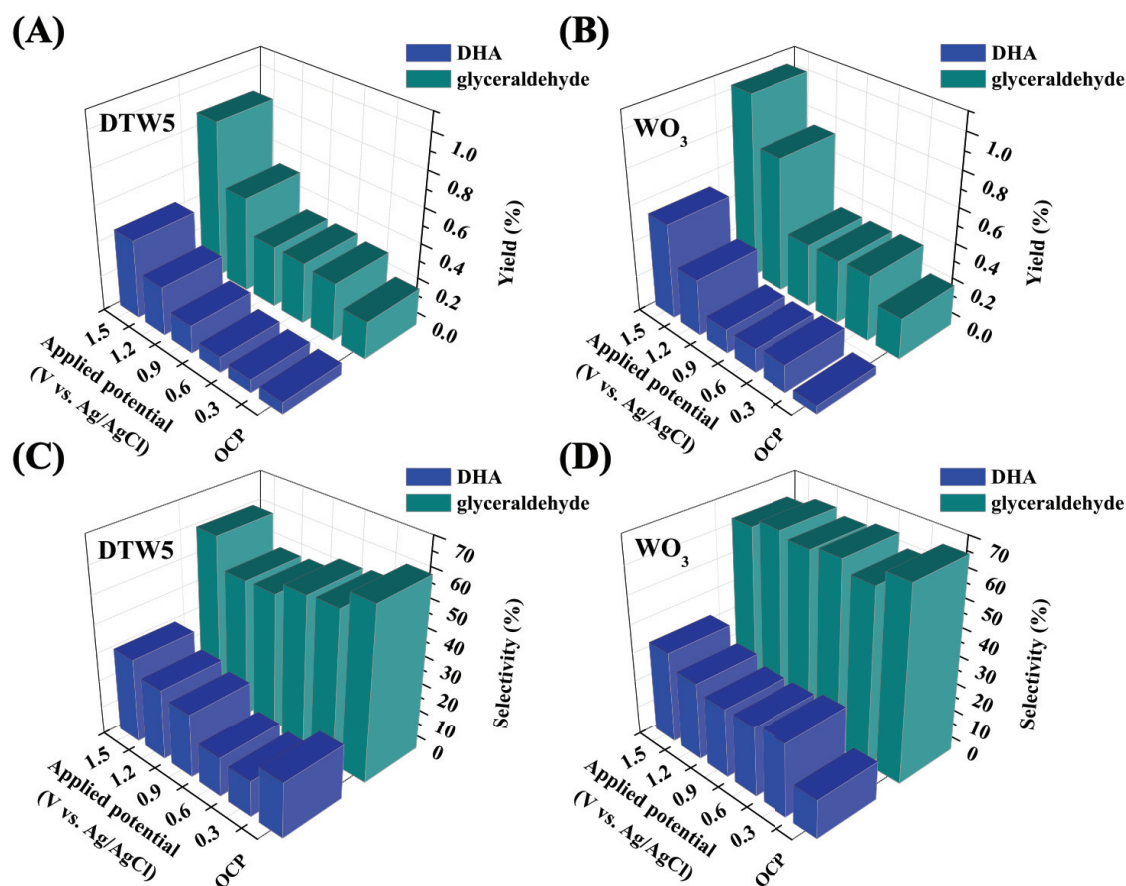 (A)
DHA
glyceraldehyde
DTW5
1.0
0.8
0.6
0.4
0.2
0.0
Yield (%)
1.5
1.2
0.9
0.6
0.3
OCP
Applied potential
(V vs. Ag/AgCl)
(B)
DHA
glyceraldehyde
WO3
1.0
0.8
0.6
0.4
0.2
0.0
Yield (%)
1.5
1.2
0.9
0.6
0.3
OCP
Applied potential
(V vs. Ag/AgCl)
(C)
DHA
glyceraldehyde
DTW5
70
60
50
40
30
20
10
0
Selectivity (%)
1.5
1.2
0.9
0.6
0.3
OCP
Applied potential
(V vs. Ag/AgCl)
(D)
DHA
glyceraldehyde
WO3
70
60
50
40
30
20
10
0
Selectivity (%)
1.5
1.2
0.9
0.6
0.3
OCP
Applied potential
(V vs. Ag/AgCl)